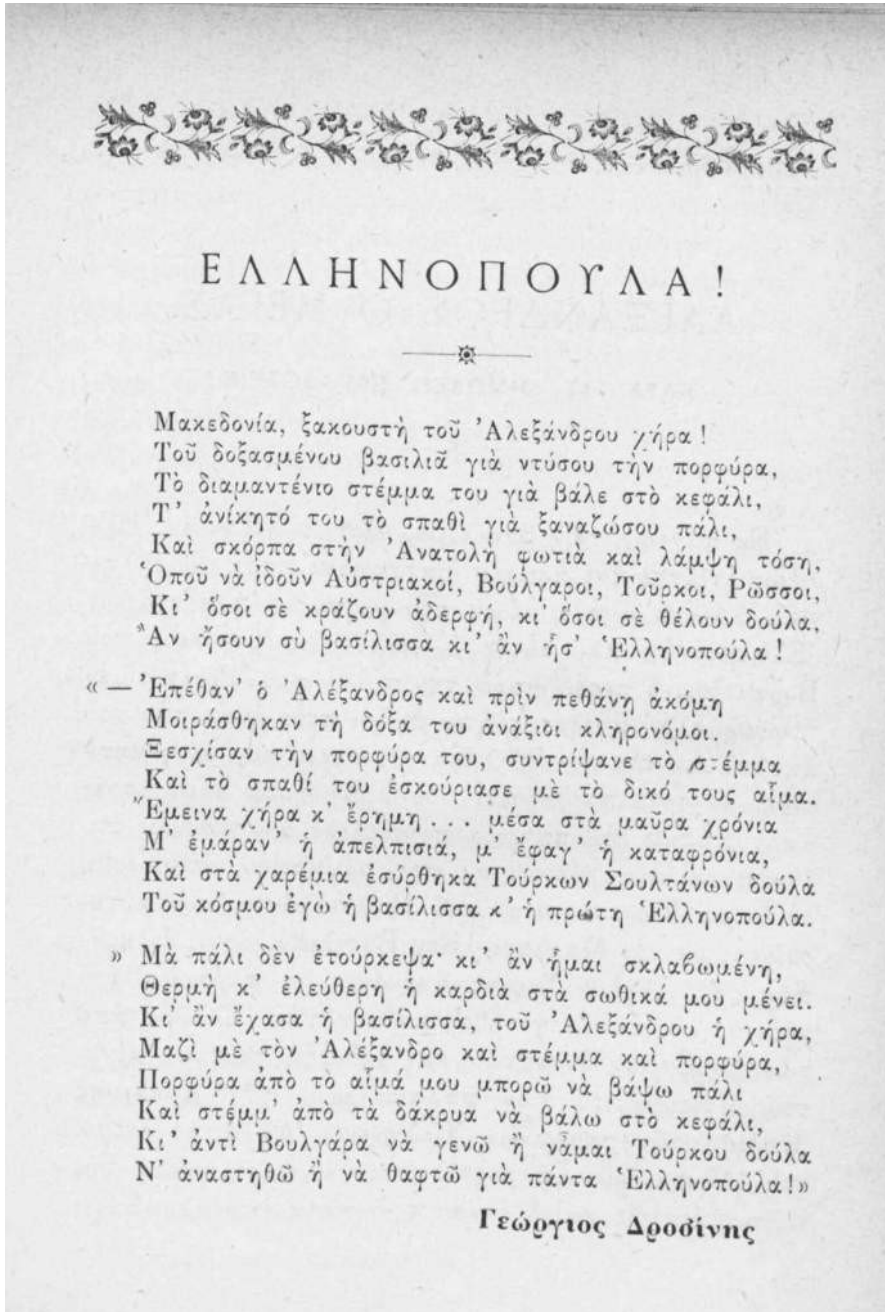 ΕΛΛΗΝΟΠΟΥΛΑ!
Μακεδονία, ξακουστὴ τοῦ Ἀλεξάνδρου χήρα!
Τοῦ δοξασμένου βασιλιᾶ γιὰ ντύσου τὴν πορφύρα,
Τὸ διαμαντένιο στέμμα του γιὰ βάλε στὸ κεφάλι,
Τ' ἀνίκητό του τὸ σπαθὶ γιὰ ξαναζώσου πάλι,
Καὶ σκόρπα στὴν Ἀνατολὴ φωτιὰ καὶ λάμψη τόση,
Ὁποῦ νὰ ἰδοῦν Αὐστριακοί, Βούλγαροι, Τοῦρκοι, Ρῶσσοι,
Κι' ὅσοι σὲ κράζουν ἀδερφή, κι' ὅσοι σὲ θέλουν δούλα,
Ἂν ἤσουν σὺ βασίλισσα κι' ἂν ἦσ' Ἑλληνοπούλα!
« — Ἐπέθαν' ὁ Ἀλέξανδρος καὶ πρὶν πεθάνῃ ἀκόμη
Μοιράσθηκαν τὴ δόξα του ἀνάξιοι κληρονόμοι.
Ξεσχίσαν τὴν πορφύρα του, συντρίψανε τὸ στέμμα
Καὶ τὸ σπαθί του ἐσκούριασε μὲ τὸ δικό τους αἷμα.
Ἔμεινα χήρα κ' ἔρημη... μέσα στὰ μαῦρα χρόνια
Μ' ἐμάραν' ἡ ἀπελπισιά, μ' ἔφαγ' ἡ καταφρόνια,
Καὶ στὰ χαρέμια ἐσύρθηκα Τούρκων Σουλτάνων δούλα
Τοῦ κόσμου ἐγὼ ἡ βασίλισσα κ' ἡ πρώτη Ἑλληνοπούλα.
» Μὰ πάλι δὲν ἐτούρκεψα· κι' ἂν ἦμαι σκλαβωμένη,
Θερμὴ κ' ἐλεύθερη ἡ καρδιὰ στὰ σωθικά μου μένει.
Κι' ἂν ἔχασα ἡ βασίλισσα, τοῦ Ἀλεξάνδρου ἡ χήρα,
Μαζὶ μὲ τὸν Ἀλέξανδρο καὶ στέμμα καὶ πορφύρα,
Πορφύρα ἀπὸ τὸ αἷμά μου μπορῶ νὰ βάψω πάλι
Καὶ στέμμ' ἀπὸ τὰ δάκρυα νὰ βάλω στὸ κεφάλι,
Κι' ἀντὶ Βουλγάρα νὰ γενῶ ἢ νἆμαι Τούρκου δούλα
Ν' ἀναστηθῶ ἢ νὰ θαφτῶ γιὰ πάντα Ἑλληνοπούλα!»
Γεώργιος Δροσίνης